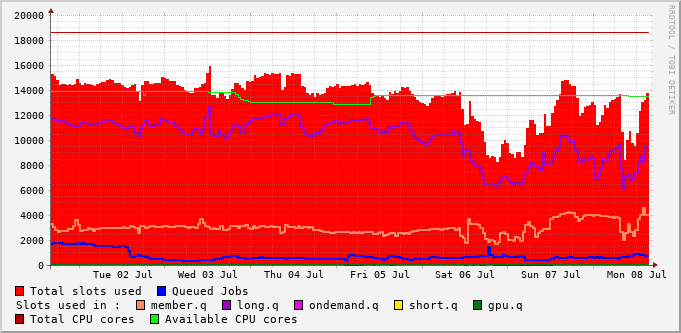 RRDTOOL / TOBI OETIKER
20000
18000
16000
14000
12000
10000
8000
6000
4000
2000
0
Tue 02 Jul Wed 03 Jul Thu 04 Jul Fri 05 Jul Sat 06 Jul Sun 07 Jul Mon 08 Jul
Total slots used Queued Jobs
Slots used in : member.q long.q ondemand.q short.q gpu.q
Total CPU cores Available CPU cores